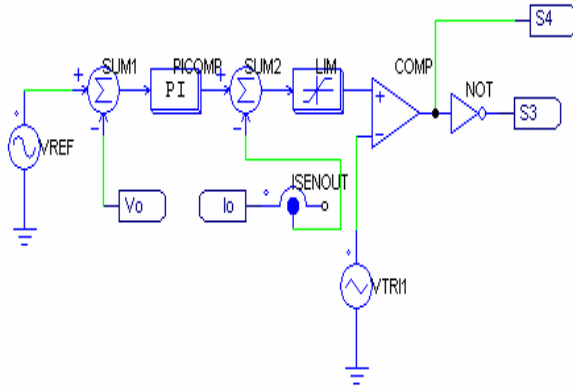 S4
SUM1
PICOMP
SUM2
LIM
COMP
NOT
+
+
PI
+
S3
-
-
-
VREF
ISENOUT
Vo
Io
VTRI1